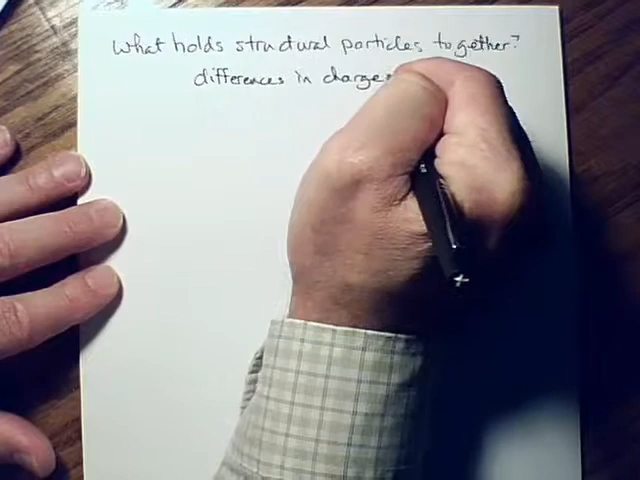 What holds structural particles together?
differences in charge